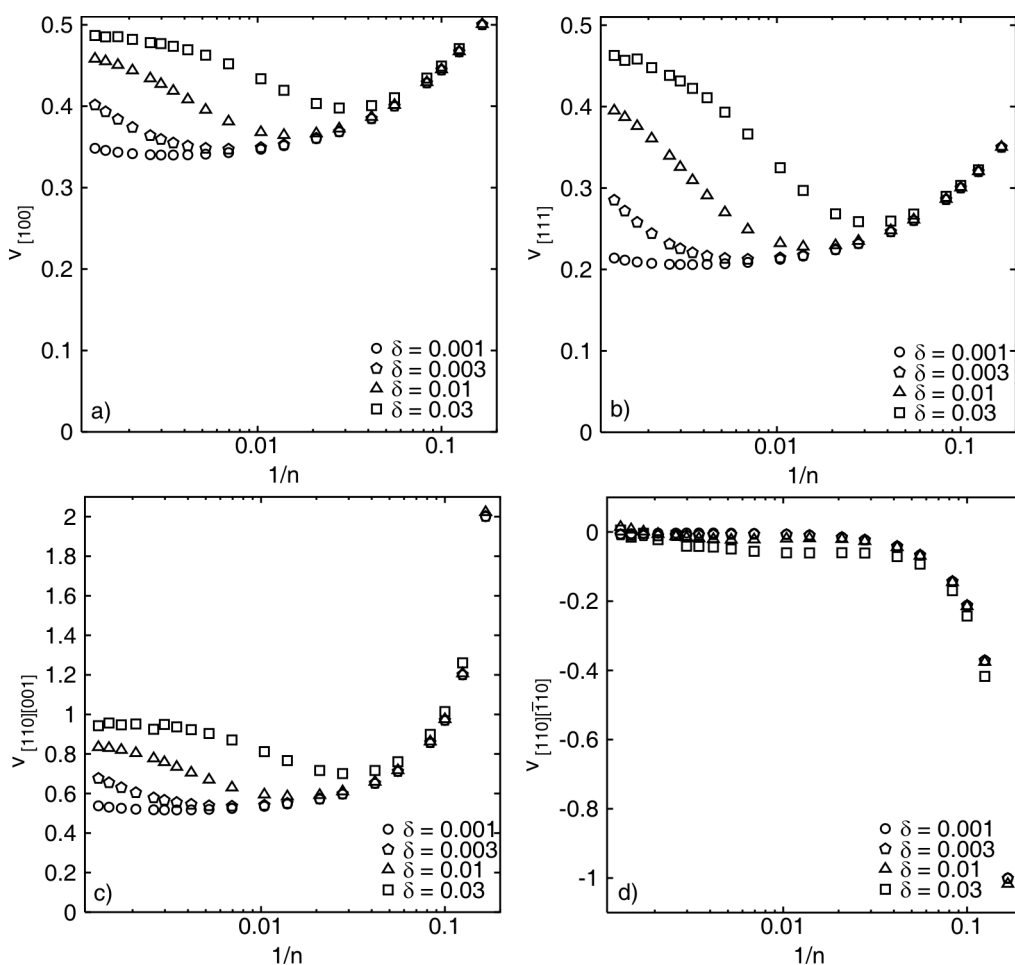 0.5
0.4
0.3
0.2
0.1
0
v [100]
δ = 0.001
δ = 0.003
δ = 0.01
δ = 0.03
a)
0.01
0.1
1/n
0.5
0.4
0.3
0.2
0.1
0
v [111]
δ = 0.001
δ = 0.003
δ = 0.01
δ = 0.03
b)
0.01
0.1
1/n
2
1.8
1.6
1.4
1.2
1
0.8
0.6
0.4
0.2
0
v [110][001]
δ = 0.001
δ = 0.003
δ = 0.01
δ = 0.03
c)
0.01
0.1
1/n
0
-0.2
-0.4
-0.6
-0.8
-1
v [110][1̅10]
δ = 0.001
δ = 0.003
δ = 0.01
δ = 0.03
d)
0.01
0.1
1/n